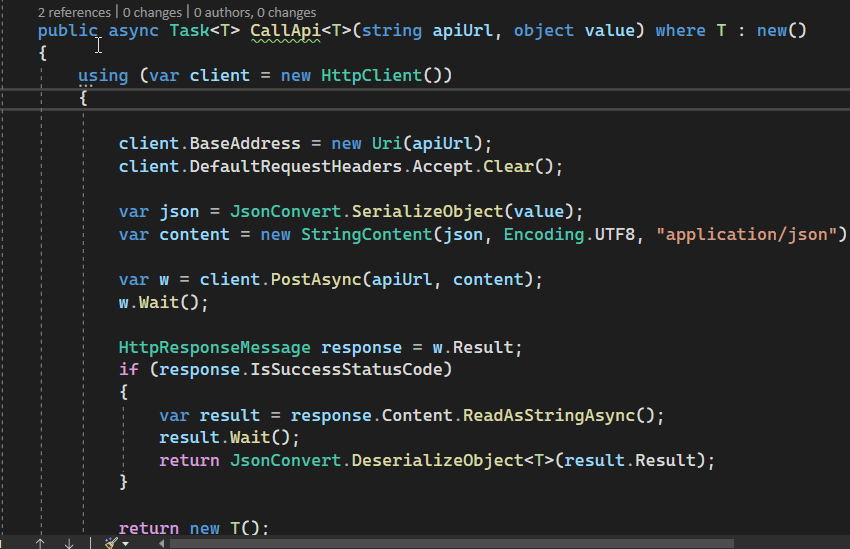 2 references | 0 changes | 0 authors, 0 changes
public async Task<T> CallApi<T>(string apiUrl, object value) where T : new()
{
using (var client = new HttpClient())
{
client.BaseAddress = new Uri(apiUrl);
client.DefaultRequestHeaders.Accept.Clear();
var json = JsonConvert.SerializeObject(value);
var content = new StringContent(json, Encoding.UTF8, "application/json")
var w = client.PostAsync(apiUrl, content);
w.Wait();
HttpResponseMessage response = w.Result;
if (response.IsSuccessStatusCode)
{
var result = response.Content.ReadAsStringAsync();
result.Wait();
return JsonConvert.DeserializeObject<T>(result.Result);
}
return new T();